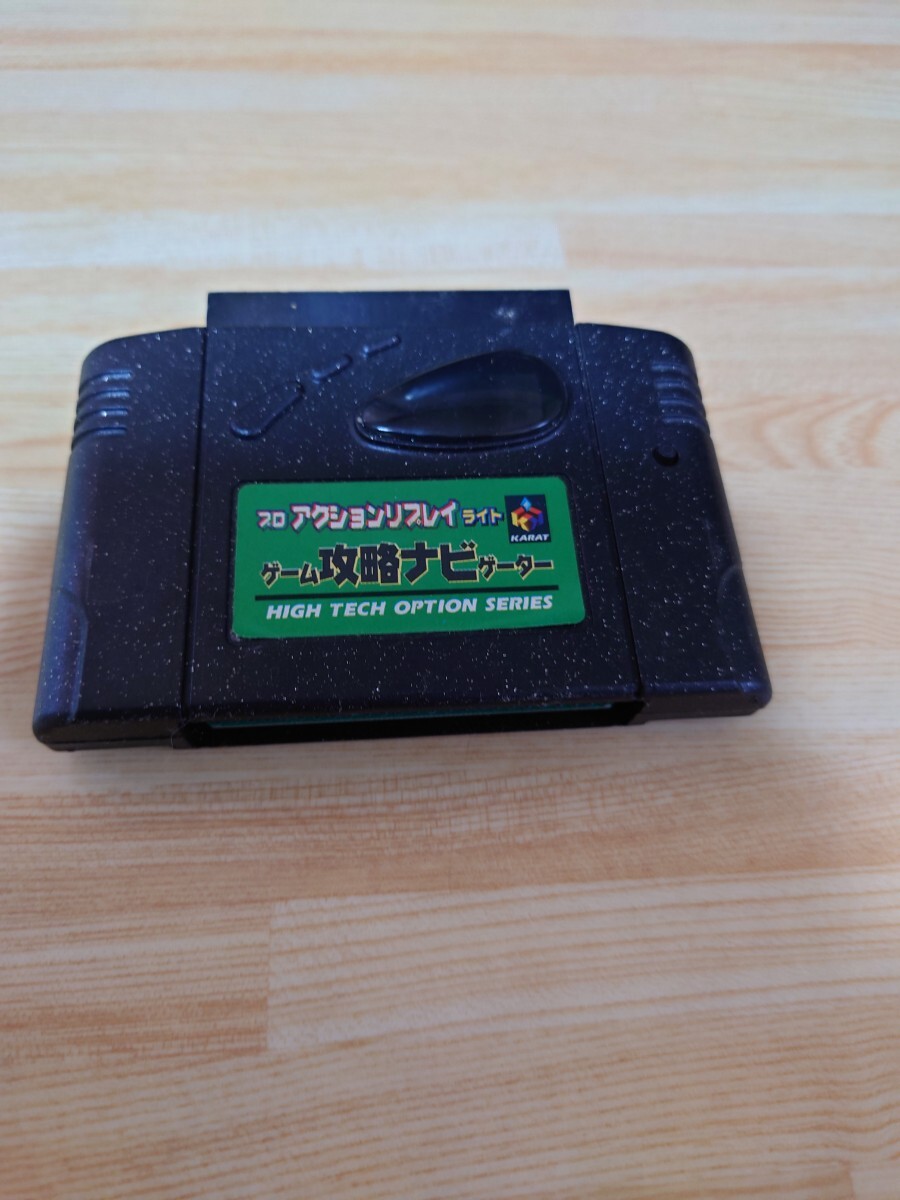 プロ アクションリプレイ ライト
KARAT
ゲーム攻略ナビゲーター
HIGH TECH OPTION SERIES